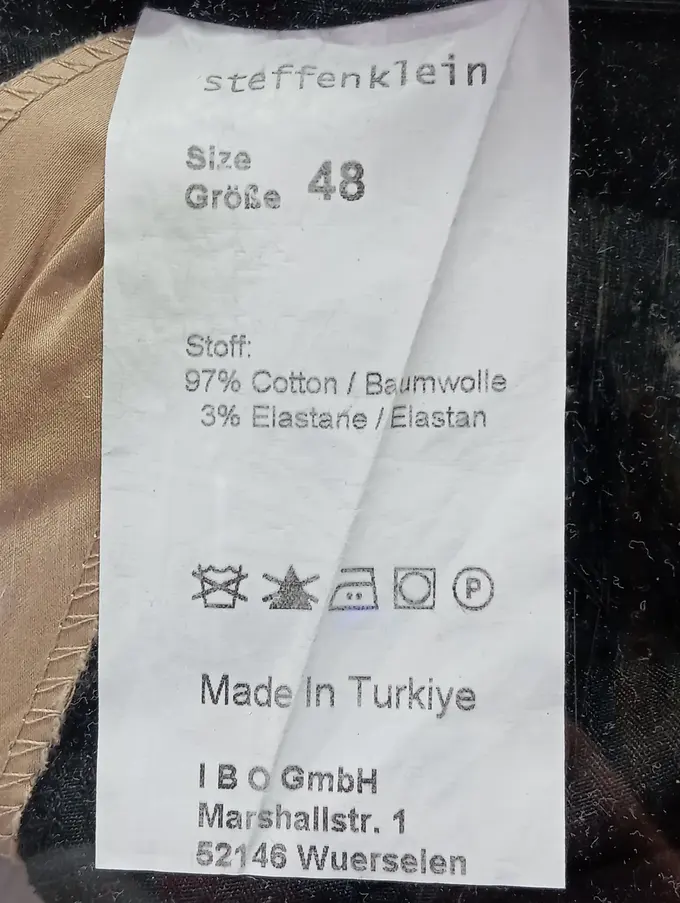 steffenklein
Size
Größe 48
Stoff:
97% Cotton / Baumwolle
3% Elastane / Elastan
P
Made In Turkiye
I B O GmbH
Marshallstr. 1
52146 Wuerselen